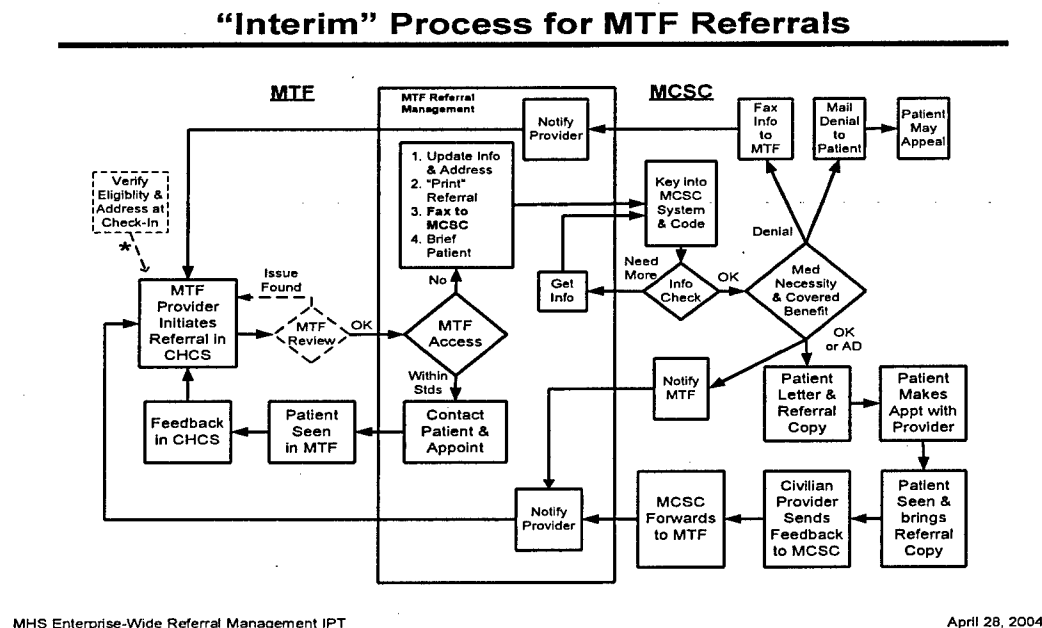 “Interim” Process for MTF Referrals
MTF
MTF Referral
Management
MCSC
Notify
Provider
Fax
Info
to
MTF
Mail
Denial
to
Patient
Patient
May
Appeal
Verify
Eligiblity &
Address at
Check-In
*
1. Update Info
& Address
2. "Print"
Referral
3. Fax to
MCSC
4. Brief
Patient
Key into
MCSC
System
& Code
Denial
Issue
Found
No
Get
Info
Need
More
Info
Check
OK
Med
Necessity
& Covered
Benefit
MTF
Provider
Initiates
Referral in
CHCS
MTF
Review
OK
MTF
Access
OK
or AD
Within
Stds
Notify
MTF
Patient
Letter &
Referral
Copy
Patient
Makes
Appt with
Provider
Feedback
in CHCS
Patient
Seen
in MTF
Contact
Patient &
Appoint
Notify
Provider
MCSC
Forwards
to MTF
Civilian
Provider
Sends
Feedback
to MCSC
Patient
Seen &
brings
Referral
Copy
MHS Enterprise-Wide Referral Management IPT
April 28, 2004